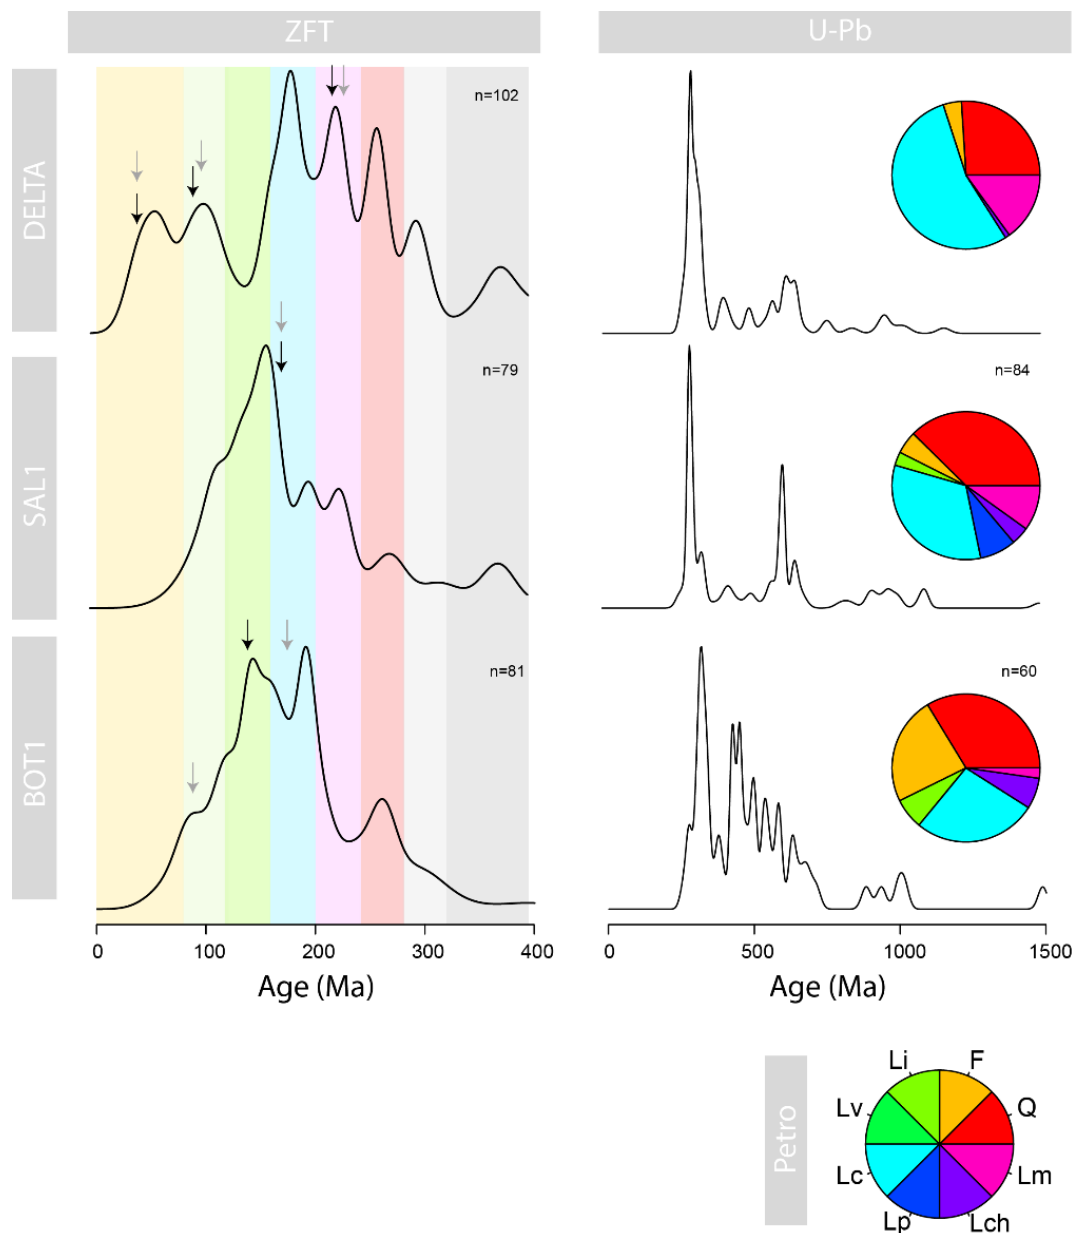 ZFT
U-Pb
DELTA
n=102
SAL1
n=79
n=84
BOT1
n=81
n=60
0 100 200 300 400
0 500 1000 1500
Age (Ma)
Age (Ma)
Petro
Li F
Lv Q
Lc Lm
Lp Lch